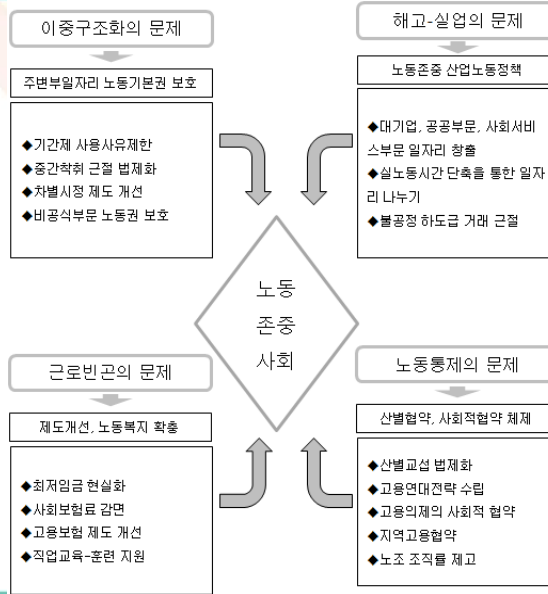 이중구조화의 문제
주변부일자리 노동기본권 보호
◆기간제 사용사유제한
◆중간착취 근절 법제화
◆차별시정 제도 개선
◆비공식부문 노동권 보호
해고-실업의 문제
노동존중 산업노동정책
◆대기업, 공공부문, 사회서비
스부문 일자리 창출
◆실노동시간 단축을 통한 일자
리 나누기
◆불공정 하도급 거래 근절
노동
존중
사회
근로빈곤의 문제
제도개선, 노동복지 확충
◆최저임금 현실화
◆사회보험료 감면
◆고용보험 제도 개선
◆직업교육-훈련 지원
노동통제의 문제
산별협약, 사회적협약 체제
◆산별교섭 법제화
◆고용연대전략 수립
◆고용의제의 사회적 협약
◆지역고용협약
◆노조 조직률 제고